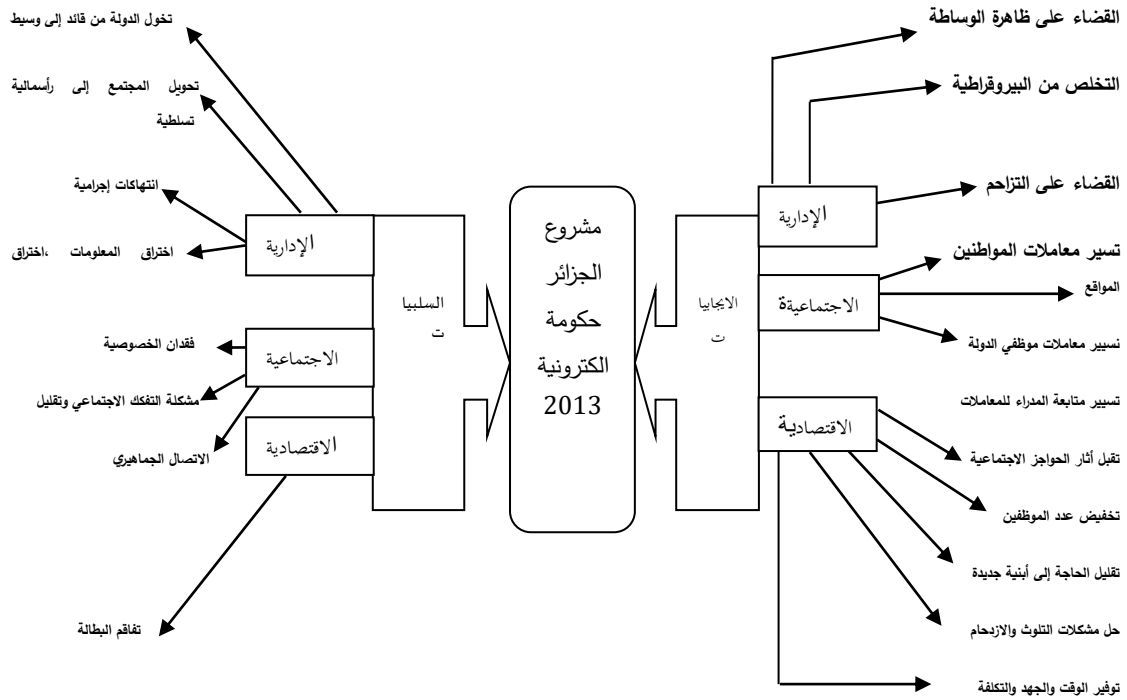 القضاء على ظاهرة الوساطة
التخلص من البيروقراطية
القضاء على التزاحم
تسير معاملات المواطنين
المواقع
نسيير معاملات موظفي الدولة
تسيير متابعة المدراء للمعاملات
تقبل أثار الحواجز الاجتماعية
تخفيض عدد الموظفين
تقليل الحاجة إلى أبنية جديدة
حل مشكلات التلوث والازدحام
توفير الوقت والجهد والتكلفة
الإدارية
الاجتماعيةة
الاقتصادية
الايجابيا
ت
مشروع
الجزائر
حكومة
الكترونية
2013
السلبيا
ت
الإدارية
الاجتماعية
الاقتصادية
تخول الدولة من قائد إلى وسيط
تحويل المجتمع إلى رأسمالية
تسلطية
انتهاكات إجرامية
اختراق المعلومات ،اختراق
فقدان الخصوصية
مشكلة التفكك الاجتماعي وتقليل
الاتصال الجماهيري
تفاقم البطالة